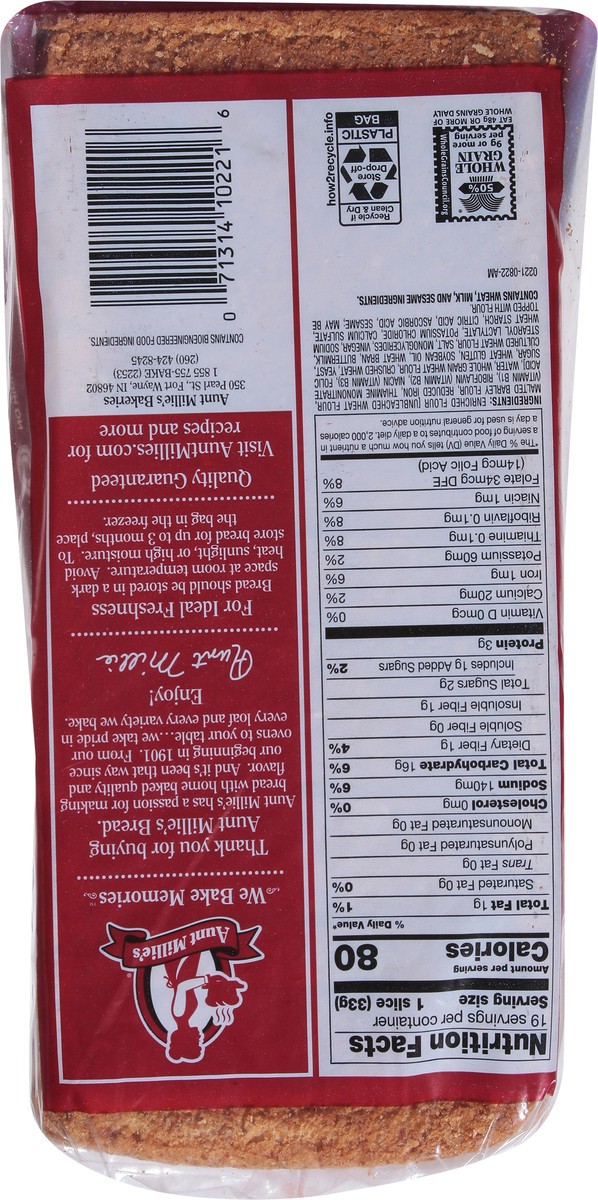 Nutrition Facts
19 servings per container
Serving size 1 slice (33g)
Amount per serving
Calories 80
% Daily Value*
Total Fat 1g 1%
Saturated Fat 0g 0%
Trans Fat 0g
Polyunsaturated Fat 0g
Monounsaturated Fat 0g
Cholesterol 0mg 0%
Sodium 140mg 6%
Total Carbohydrate 16g 6%
Dietary Fiber 1g 4%
Soluble Fiber 0g
Insoluble Fiber 1g
Total Sugars 2g
Includes 1g Added Sugars 2%
Protein 3g
Vitamin D 0mcg 0%
Calcium 20mg 2%
Iron 1mg 6%
Potassium 60mg 2%
Thiamine 0.1mg 8%
Riboflavin 0.1mg 8%
Niacin 1mg 6%
Folate 34mcg DFE 8%
(14mcg Folic Acid)
*The % Daily Value (DV) tells you how much a nutrient in
a serving of food contributes to a daily diet. 2,000 calories
a day is used for general nutrition advice.
INGREDIENTS: ENRICHED FLOUR (UNBLEACHED WHEAT FLOUR,
MALTED BARLEY FLOUR, REDUCED IRON, THIAMINE MONONITRATE
(VITAMIN B1), RIBOFLAVIN (VITAMIN B2), NIACIN (VITAMIN B3), FOLIC
ACID), WATER, WHOLE GRAIN WHEAT FLOUR, CRUSHED WHEAT, YEAST,
SUGAR, WHEAT GLUTEN, SOYBEAN OIL, WHEAT BRAN, BUTTERMILK,
CULTURED WHEAT FLOUR, SALT, MONOGLYCERIDES, VINEGAR, SODIUM
STEAROYL LACTYLATE, POTASSIUM CHLORIDE, CALCIUM SULFATE,
WHEAT STARCH, CITRIC ACID, ASCORBIC ACID, SESAME, MAY BE
TOPPED WITH FLOUR.
CONTAINS WHEAT, MILK, AND SESAME INGREDIENTS.
0221-0822-AM
50%
WHOLE
GRAIN
9g or more
per serving
WholeGrainsCouncil.org
EAT 48g OR MORE OF
WHOLE GRAINS DAILY
Recycle if
Clean & Dry
Store
Drop-off
PLASTIC
BAG
how2recycle.info
Aunt Millie's
We Bake Memories™
Thank you for buying
Aunt Millie's Bread.
Aunt Millie's has a passion for making
bread with home baked quality and
flavor. And it's been that way since
our beginning in 1901. From our
ovens to your table...we take pride in
every loaf and every variety we bake.
Enjoy!
Aunt Millie
For Ideal Freshness
Bread should be stored in a dark
space at room temperature. Avoid
heat, sunlight, or high moisture. To
store bread for up to 3 months, place
the bag in the freezer.
Quality Guaranteed
Visit AuntMillies.com for
recipes and more
Aunt Millie's Bakeries
350 Pearl St., Fort Wayne, IN 46802
1 855-755-BAKE (2253)
(260) 424-8245
CONTAINS BIOENGINEERED FOOD INGREDIENTS
0 71314 10221 6